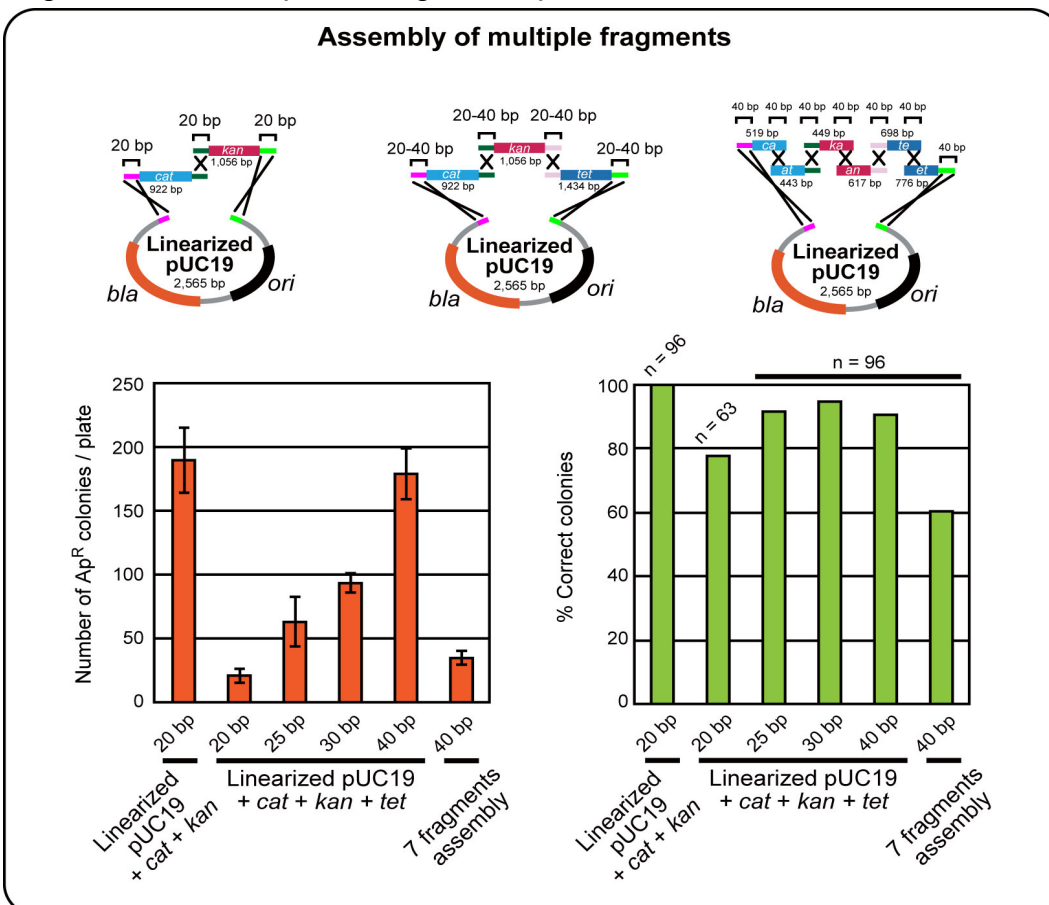 Assembly of multiple fragments
20 bp
20 bp
20 bp
kan
1,056 bp
cat
922 bp
Linearized
pUC19
2,565 bp
bla
ori
20-40 bp
20-40 bp
20-40 bp
20-40 bp
kan
1,056 bp
cat
922 bp
tet
1,434 bp
Linearized
pUC19
2,565 bp
bla
ori
40 bp 40 bp 40 bp 40 bp 40 bp 40 bp
519 bp 449 bp 698 bp
40 bp
ca ka te
at an et
443 bp 617 bp 776 bp
Linearized
pUC19
2,565 bp
bla
ori
Number of Ap^R colonies / plate
250
200
150
100
50
0
20 bp 20 bp 25 bp 30 bp 40 bp 40 bp
Linearized
pUC19
+ cat + kan
Linearized pUC19
+ cat + kan + tet
7 fragments
assembly
% Correct colonies
100
80
60
40
20
0
n = 96
n = 63
n = 96
20 bp 20 bp 25 bp 30 bp 40 bp 40 bp
Linearized
pUC19
+ cat + kan
Linearized pUC19
+ cat + kan + tet
7 fragments
assembly